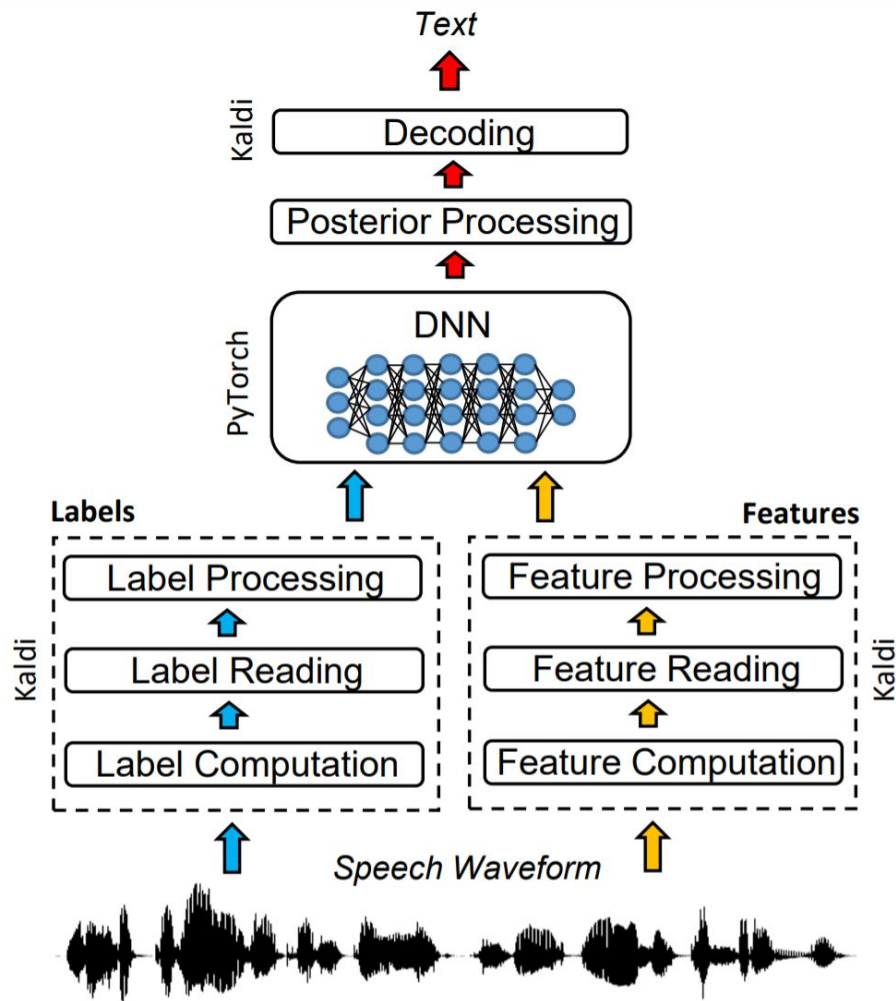 Text
Kaldi
Decoding
Posterior Processing
PyTorch
DNN
Labels
Features
Kaldi
Label Processing
Label Reading
Label Computation
Feature Processing
Feature Reading
Feature Computation
Kaldi
Speech Waveform